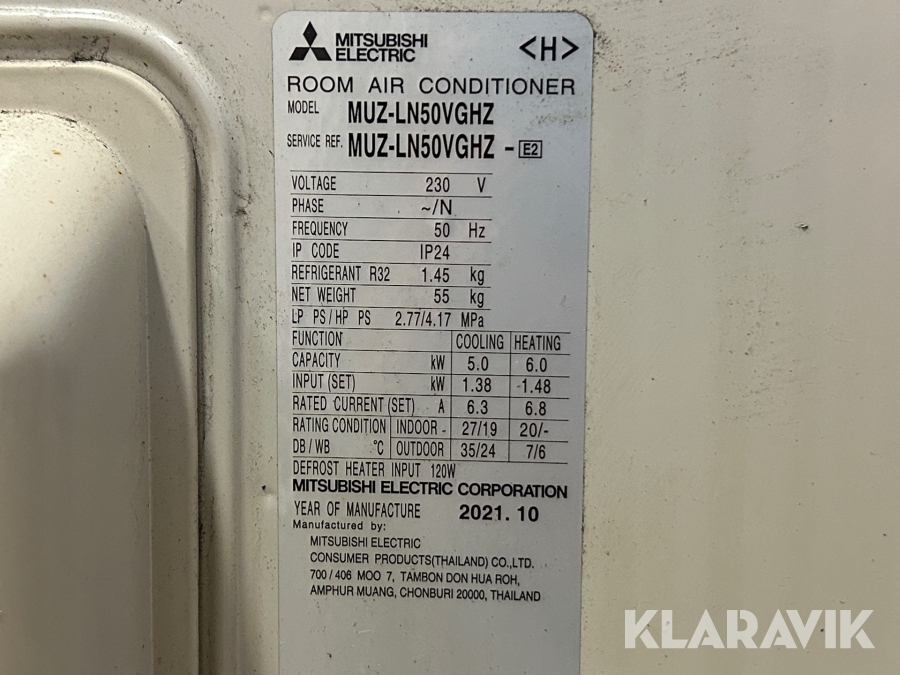 MITSUBISHI
ELECTRIC
<H>
ROOM AIR CONDITIONER
MODEL MUZ-LN50VGHZ
SERVICE REF. MUZ-LN50VGHZ - E2
VOLTAGE 230 V
PHASE ~/N
FREQUENCY 50 Hz
IP CODE IP24
REFRIGERANT R32 1.45 kg
NET WEIGHT 55 kg
LP PS/HP PS 2.77/4.17 MPa
FUNCTION COOLING HEATING
CAPACITY kW 5.0 6.0
INPUT (SET) kW 1.38 1.48
RATED CURRENT (SET) A 6.3 6.8
RATING CONDITION INDOOR 27/19 20/-
DB/WB °C OUTDOOR 35/24 7/6
DEFROST HEATER INPUT 120W
MITSUBISHI ELECTRIC CORPORATION
YEAR OF MANUFACTURE 2021. 10
Manufactured by:
MITSUBISHI ELECTRIC
CONSUMER PRODUCTS(THAILAND) CO.,LTD.
700/406 MOO 7, TAMBON DON HUA ROH,
AMPHUR MUANG, CHONBURI 20000, THAILAND
KLARAVIK